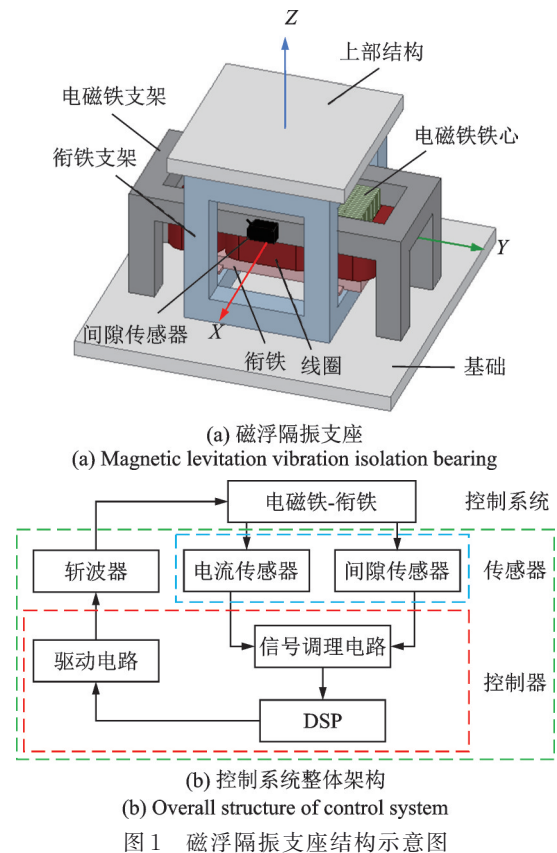 Z
上部结构
电磁铁支架
电磁铁铁心
衔铁支架
Y
X
间隙传感器
衔铁
线圈
基础
(a) 磁浮隔振支座
(a) Magnetic levitation vibration isolation bearing
电磁铁-衔铁
控制系统
斩波器
电流传感器
间隙传感器
传感器
驱动电路
信号调理电路
控制器
DSP
(b) 控制系统整体架构
(b) Overall structure of control system
图1 磁浮隔振支座结构示意图